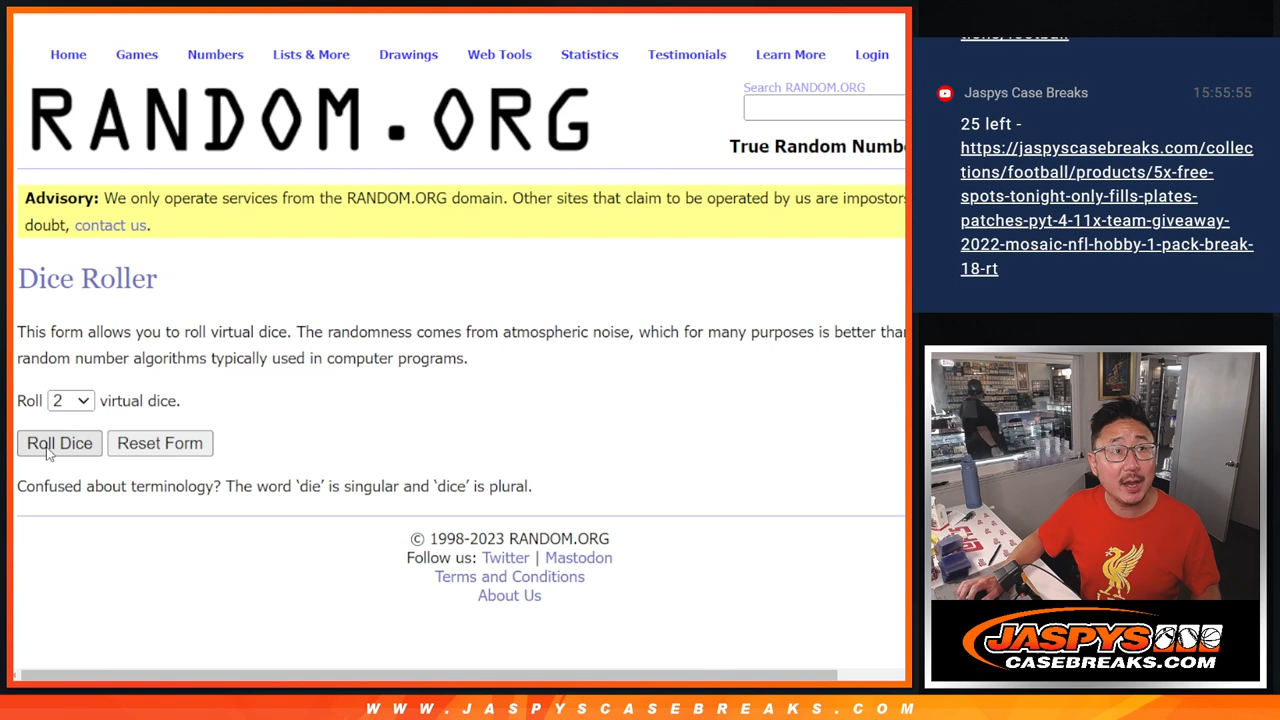 Home Games Numbers Lists & More Drawings Web Tools Statistics Testimonials Learn More Login
RANDOM.ORG
Search RANDOM.ORG
True Random Numbe
Advisory: We only operate services from the RANDOM.ORG domain. Other sites that claim to be operated by us are impostors
doubt, contact us.
Dice Roller
This form allows you to roll virtual dice. The randomness comes from atmospheric noise, which for many purposes is better than
random number algorithms typically used in computer programs.
Roll 2 virtual dice.
Roll Dice Reset Form
Confused about terminology? The word ‘die’ is singular and ‘dice’ is plural.
© 1998-2023 RANDOM.ORG
Follow us: Twitter | Mastodon
Terms and Conditions
About Us
tions/football
Jaspys Case Breaks 15:55:55
25 left -
https://jaspyscasebreaks.com/collec
tions/football/products/5x-free-
spots-tonight-only-fills-plates-
patches-pyt-4-11x-team-giveaway-
2022-mosaic-nfl-hobby-1-pack-break-
18-rt
JASPYS
CASEBREAKS.COM
WWW.JASPYSCASEBREAKS.COM